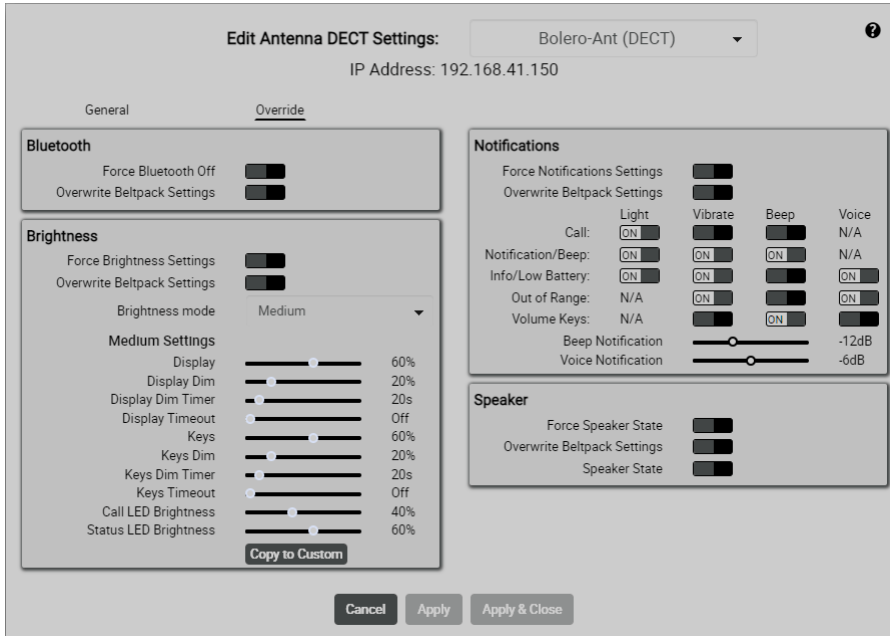 Edit Antenna DECT Settings: Bolero-Ant (DECT)
?
IP Address: 192.168.41.150
General Override
Bluetooth
Force Bluetooth Off
Overwrite Beltpack Settings
Brightness
Force Brightness Settings
Overwrite Beltpack Settings
Brightness mode Medium
Medium Settings
Display 60%
Display Dim 20%
Display Dim Timer 20s
Display Timeout Off
Keys 60%
Keys Dim 20%
Keys Dim Timer 20s
Keys Timeout Off
Call LED Brightness 40%
Status LED Brightness 60%
Copy to Custom
Notifications
Force Notifications Settings
Overwrite Beltpack Settings
Light Vibrate Beep Voice
Call: ON N/A
Notification/Beep: ON ON ON N/A
Info/Low Battery: ON ON ON
Out of Range: N/A ON ON
Volume Keys: N/A ON
Beep Notification -12dB
Voice Notification -6dB
Speaker
Force Speaker State
Overwrite Beltpack Settings
Speaker State
Cancel Apply Apply & Close